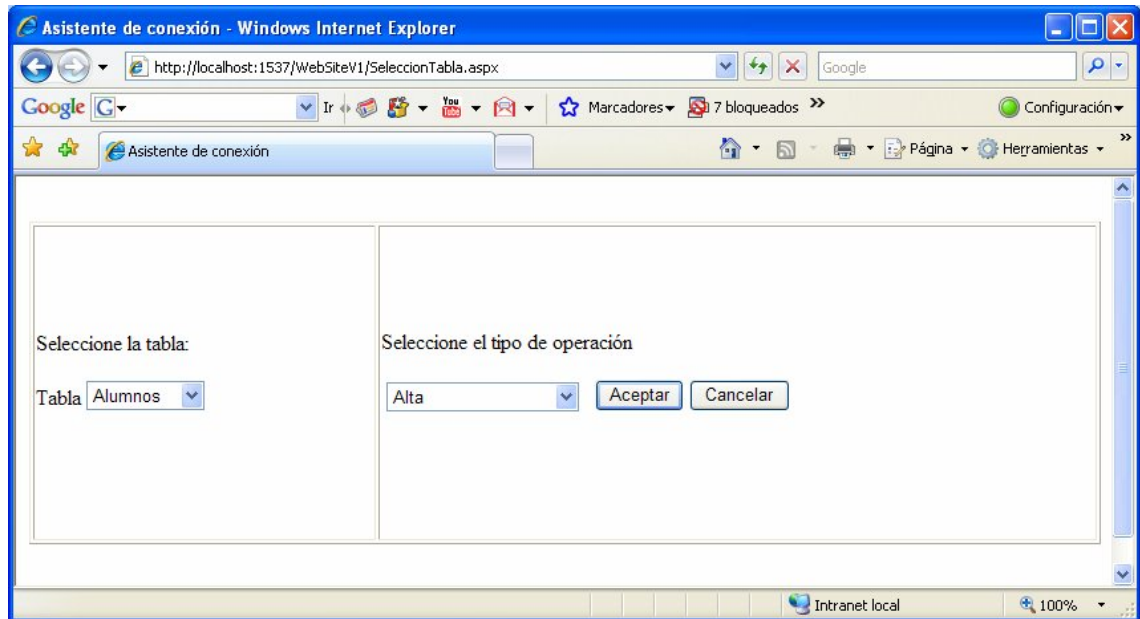 Asistente de conexión - Windows Internet Explorer
http://localhost:1537/WebSiteV1/SeleccionTabla.aspx
Google
Google G Ir You Tube Marcadores 7 bloqueados » Configuración
Asistente de conexión
Página Herramientas »
Seleccione la tabla:
Tabla Alumnos
Seleccione el tipo de operación
Alta Aceptar Cancelar
Intranet local 100%